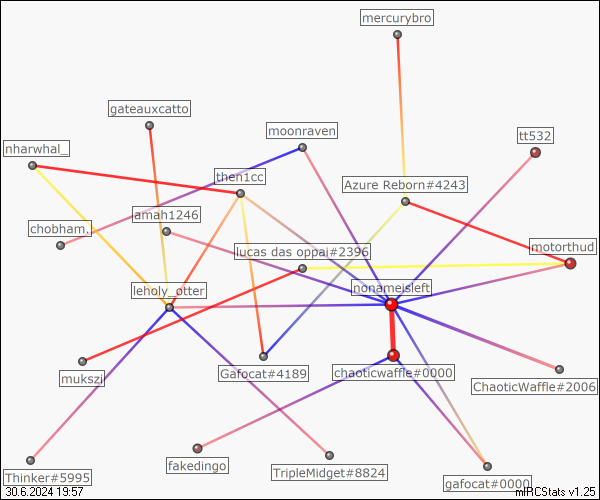 mercurybro
gateauxcatto
moonraven
tt532
nharwhal_
then1cc
Azure Reborn#4243
amah1246
chobham.
lucas das oppai#2396
motorthud
leholy_otter
nonameisleft
Gafocat#4189
chaoticwaffle#0000
mukszi
ChaoticWaffle#2006
fakedingo
TripleMidget#8824
Thinker#5995
gafocat#0000
30.6.2024 19:57
mIRCStats v1.25